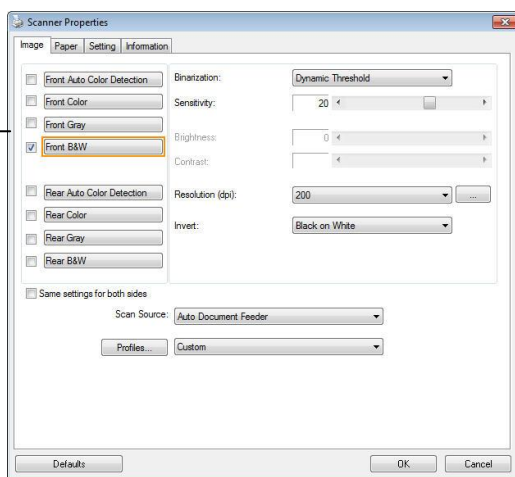 Scanner Properties
Image Paper Setting Information
Front Auto Color Detection
Front Color
Front Gray
Front B&W
Rear Auto Color Detection
Rear Color
Rear Gray
Rear B&W
Binarization: Dynamic Threshold
Sensitivity: 20
Brightness: 0
Contrast:
Resolution (dpi): 200 ...
Invert: Black on White
Same settings for both sides
Scan Source: Auto Document Feeder
Profiles... Custom
Defaults OK Cancel